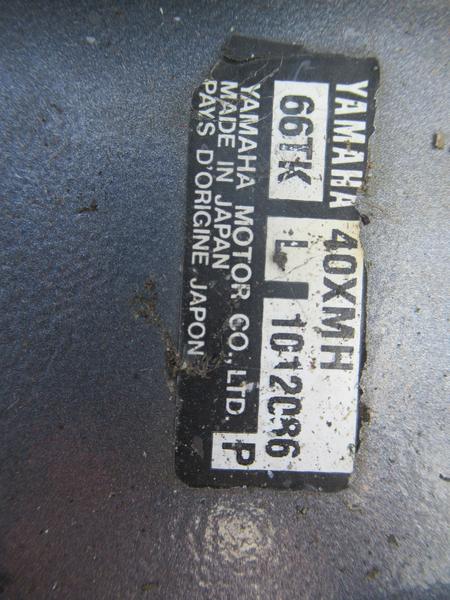 YAMAHA 40XMH
66TK L 1012086
P
YAMAHA MOTOR CO., LTD.
MADE IN JAPAN
PAYS D'ORIGINE JAPON